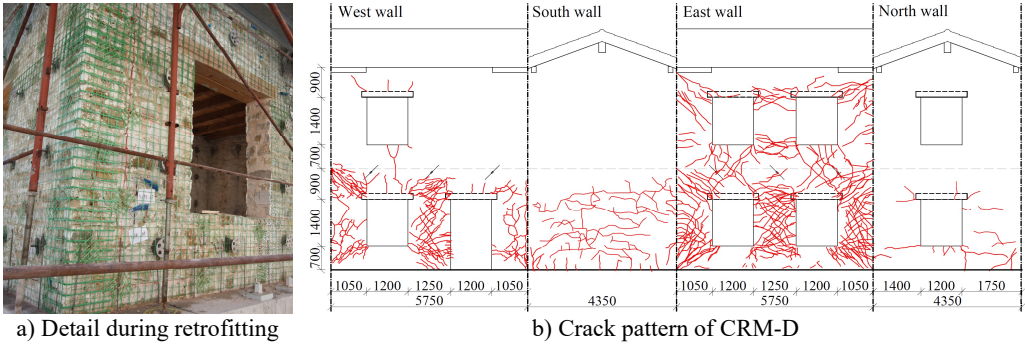 West wall
South wall
East wall
North wall
900
1400
700
900
1400
700
1050 1200 1250 1200 1050
5750
4350
1050 1200 1250 1200 1050
5750
1400 1200 1750
4350
a) Detail during retrofitting
b) Crack pattern of CRM-D